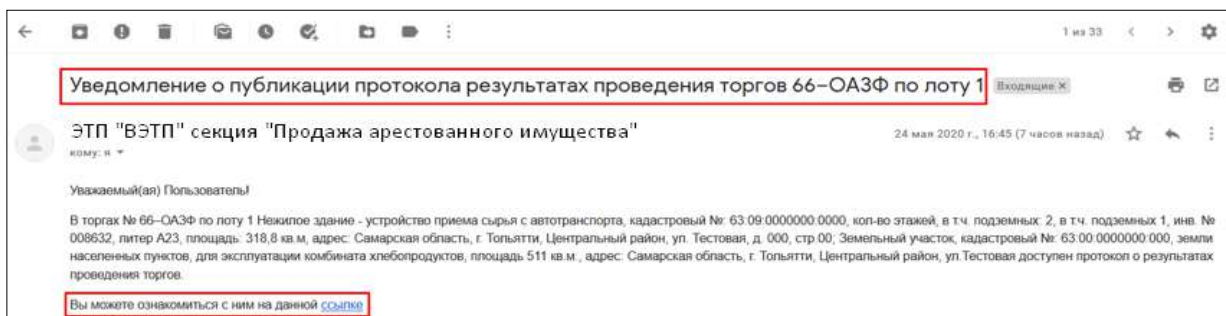 1 из 33
Уведомление о публикации протокола результатах проведения торгов 66-ОАЗФ по лоту 1 Входящие ×
ЭТП "ВЭТП" секция "Продажа арестованного имущества" 24 мая 2020 г., 16:45 (7 часов назад)
кому: я
Уважаемый(ая) Пользователь!
В торгах № 66-ОАЗФ по лоту 1 Нежилое здание - устройство приема сырья с автотранспорта, кадастровый №: 63:09:0000000:0000, кол-во этажей, в т.ч. подземных: 2, в т.ч. подземных 1, инв. №
008632, литер А23, площадь: 318,8 кв.м, адрес: Самарская область, г. Тольятти, Центральный район, ул. Тестовая, д. 000, стр.00; Земельный участок, кадастровый №: 63:00:0000000:000, земли
населенных пунктов, для эксплуатации комбината хлебопродуктов, площадь 511 кв.м., адрес: Самарская область, г. Тольятти, Центральный район, ул.Тестовая доступен протокол о результатах
проведения торгов.
Вы можете ознакомиться с ним на данной ссылке